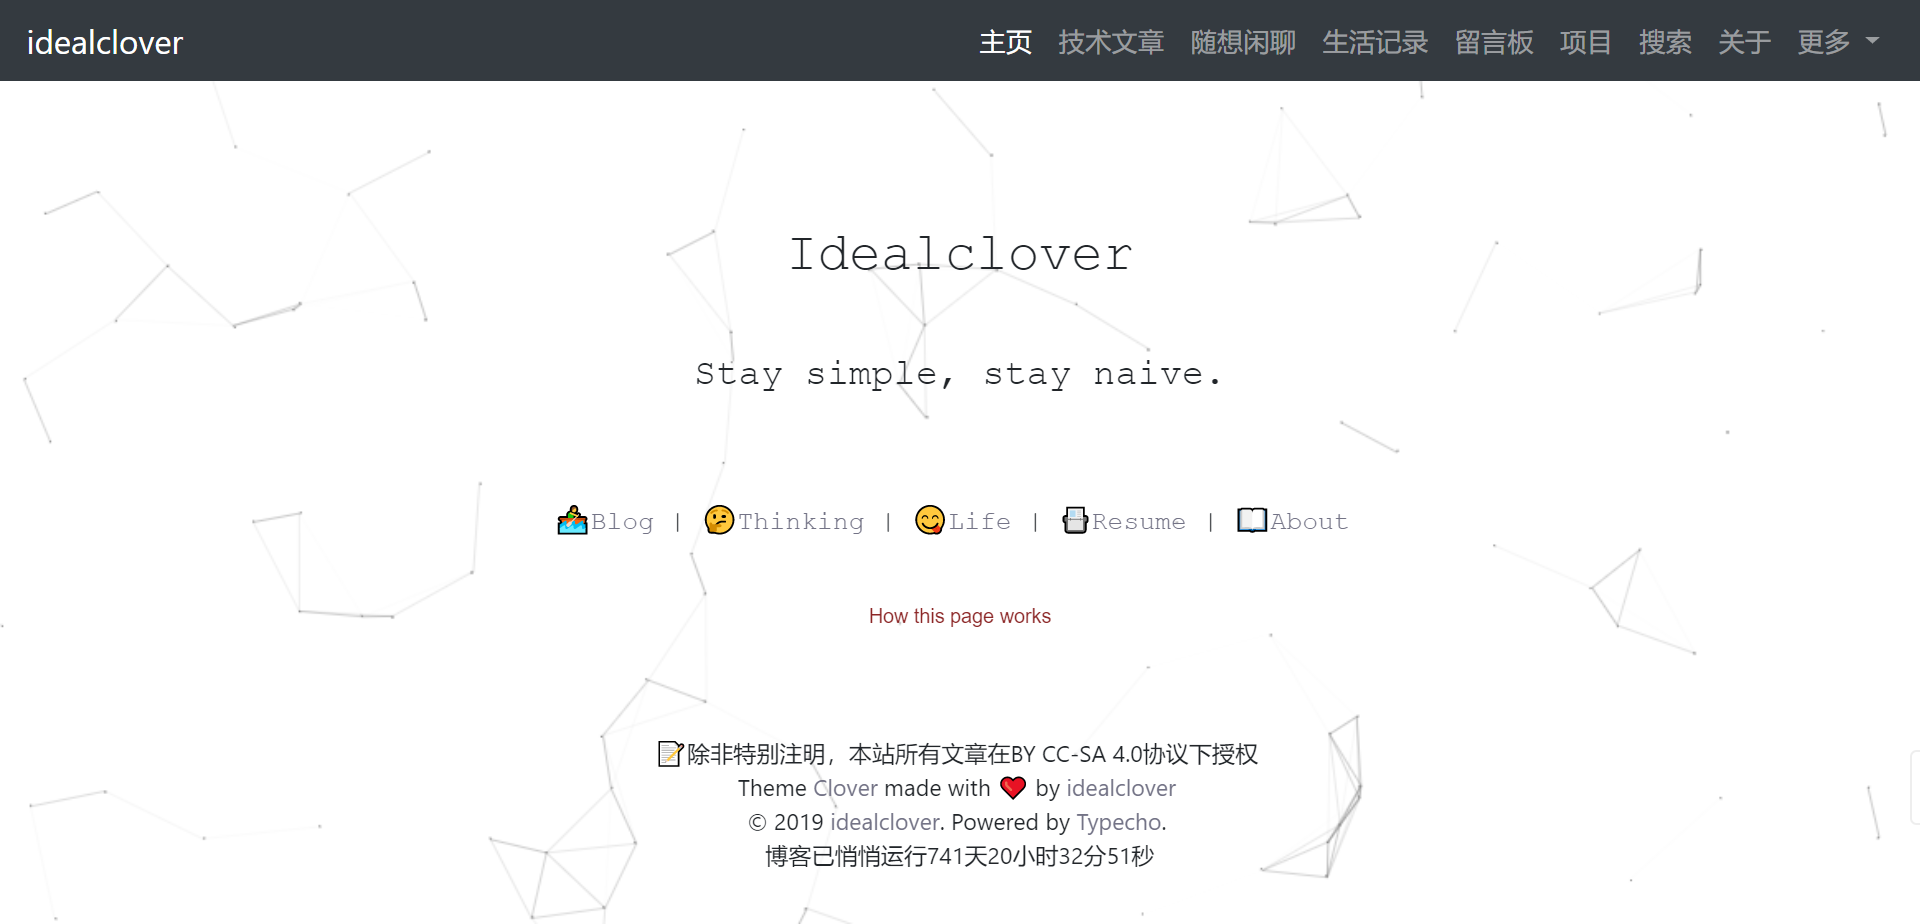 idealclover 主页 技术文章 随想闲聊 生活记录 留言板 项目 搜索 关于 更多
Idealclover
Stay simple, stay naive.
🚣Blog | 🤔Thinking | 😋Life | 📇Resume | 📖About
How this page works
📝除非特别注明，本站所有文章在BY CC-SA 4.0协议下授权
Theme Clover made with ❤️ by idealclover
© 2019 idealclover. Powered by Typecho.
博客已悄悄运行741天20小时32分51秒